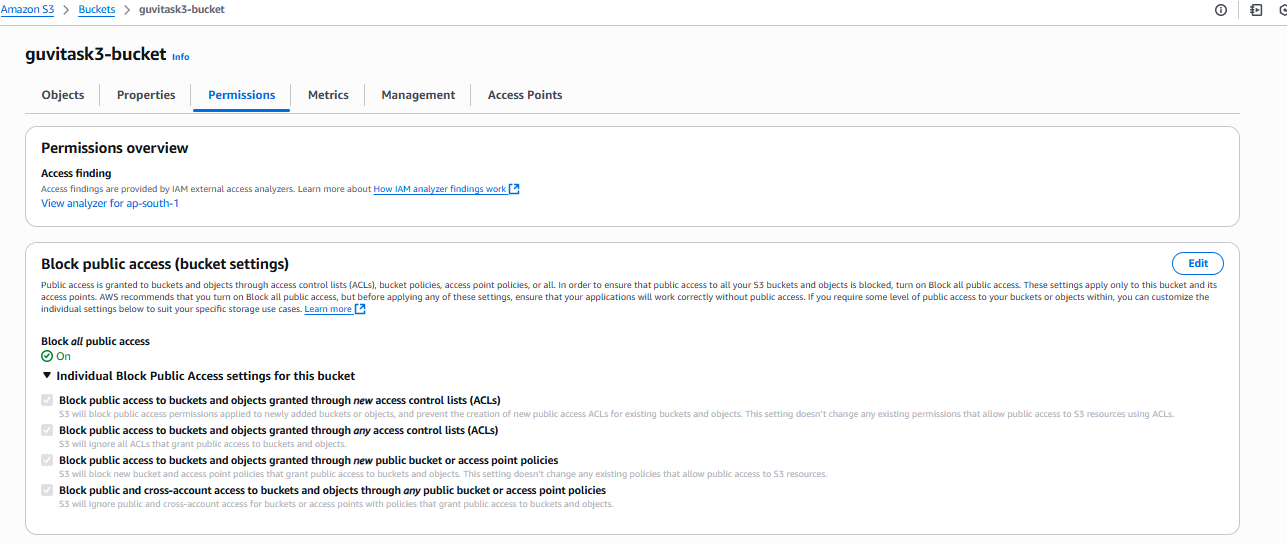 Amazon S3 > Buckets > guvitask3-bucket
guvitask3-bucket Info
Objects Properties Permissions Metrics Management Access Points
Permissions overview
Access finding
Access findings are provided by IAM external access analyzers. Learn more about How IAM analyzer findings work
View analyzer for ap-south-1
Block public access (bucket settings)
Edit
Public access is granted to buckets and objects through access control lists (ACLs), bucket policies, access point policies, or all. In order to ensure that public access to all your S3 buckets and objects is blocked, turn on Block all public access. These settings apply only to this bucket and its
access points. AWS recommends that you turn on Block all public access, but before applying any of these settings, ensure that your applications will work correctly without public access. If you require some level of public access to your buckets or objects within, you can customize the
individual settings below to suit your specific storage use cases. Learn more
Block all public access
On
Individual Block Public Access settings for this bucket
Block public access to buckets and objects granted through new access control lists (ACLs)
S3 will block public access permissions applied to newly added buckets or objects, and prevent the creation of new public access ACLs for existing buckets and objects. This setting doesn't change any existing permissions that allow public access to S3 resources using ACLs.
Block public access to buckets and objects granted through any access control lists (ACLs)
S3 will ignore all ACLs that grant public access to buckets and objects.
Block public access to buckets and objects granted through new public bucket or access point policies
S3 will block new bucket and access point policies that grant public access to buckets and objects. This setting doesn't change any existing policies that allow public access to S3 resources.
Block public and cross-account access to buckets and objects through any public bucket or access point policies
S3 will ignore public and cross-account access for buckets or access points with policies that grant public access to buckets and objects.